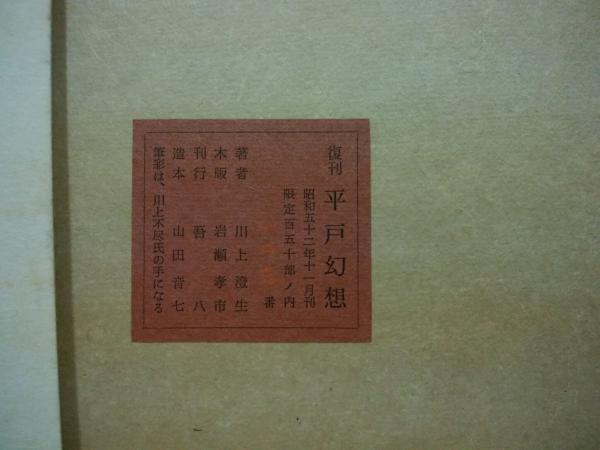 復刊 平戸幻想
昭和五十二年十一月刊
限定百五十部ノ内
番
著者 川上澄生
木版 岩瀬孝市
刊行 吾八
造本 山田晋七
筆彩は、川上不尽氏の手になる